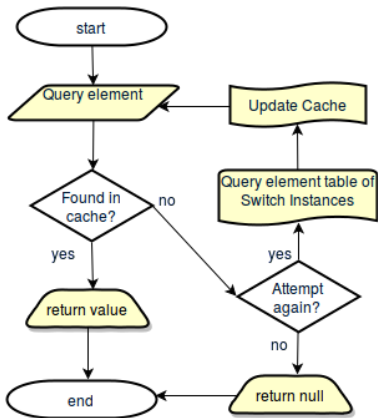 start
Query element
Update Cache
Query element table of
Switch Instances
Found in
cache?
no
yes
yes
Attempt
again?
return value
no
end
return null